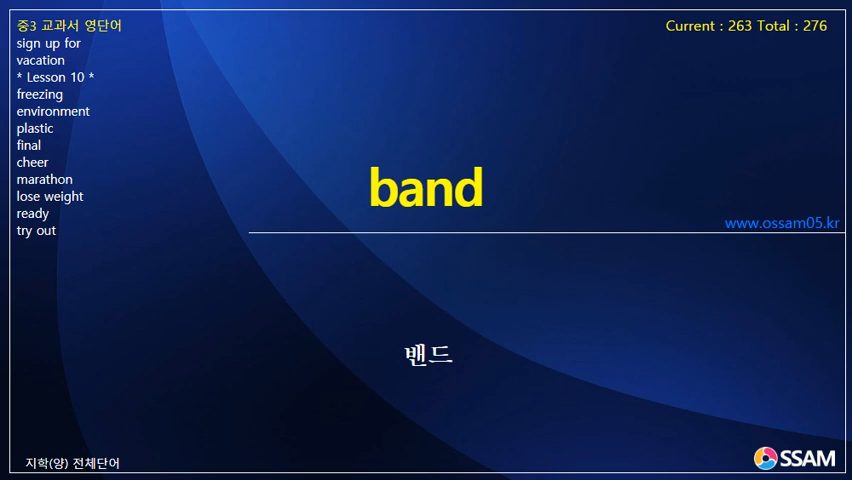 중3 교과서 영단어
Current : 263 Total : 276
sign up for
vacation
* Lesson 10 *
freezing
environment
plastic
final
cheer
marathon
lose weight
ready
try out
band
www.ossam05.kr
밴드
지학(양) 전체단어
OSSAM